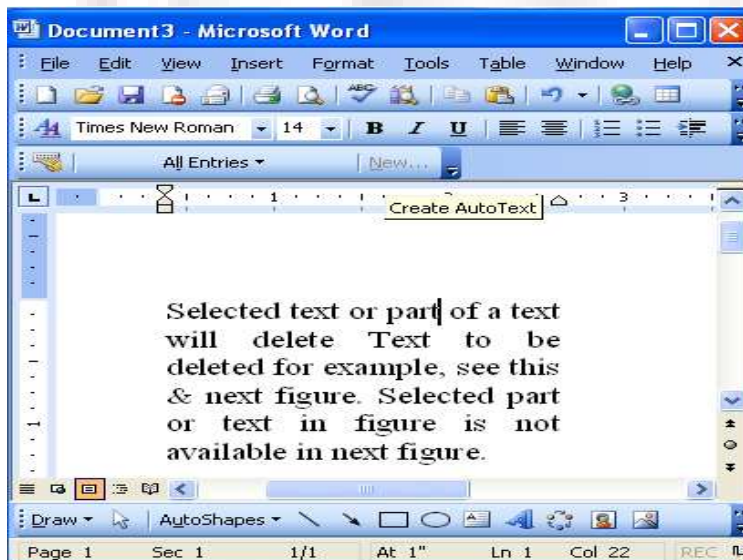 Document3 - Microsoft Word
File Edit View Insert Format Tools Table Window Help
Times New Roman 14 B I U
All Entries New...
1 3
Create AutoText
Selected text or part of a text
will delete Text to be
deleted for example, see this
& next figure. Selected part
or text in figure is not
available in next figure.
Draw AutoShapes
Page 1 Sec 1 1/1 At 1" Ln 1 Col 22 REC